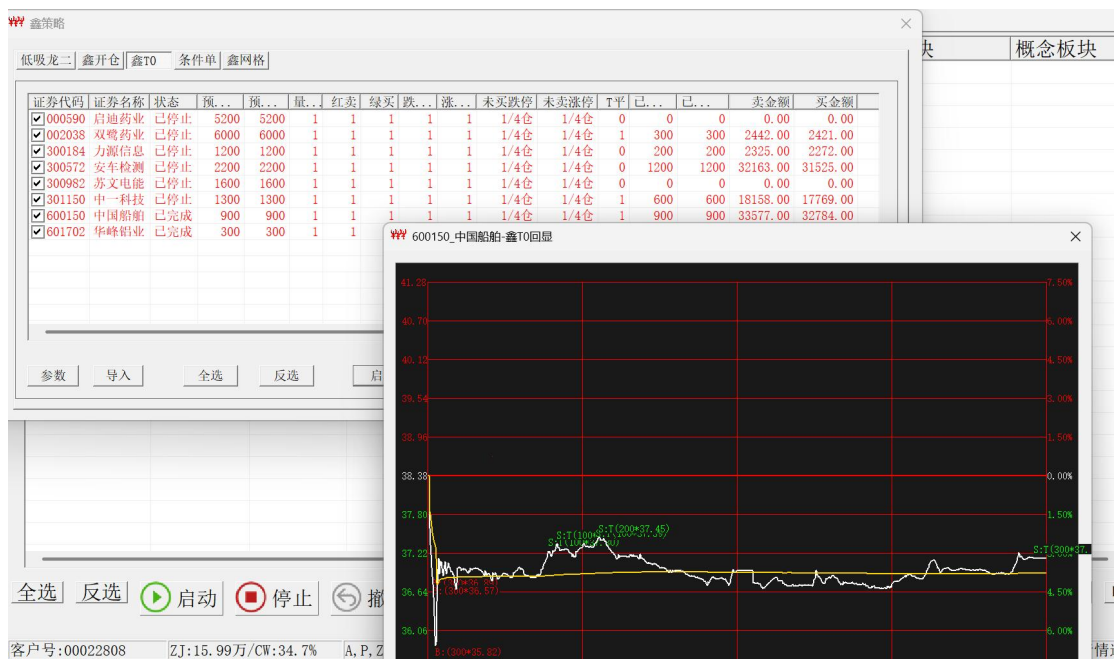 鑫策略
低吸龙二 鑫开仓 鑫T0 条件单 鑫网格
块 概念板块
证券代码 证券名称 状态 预... 预... 量... 红卖 绿买 跌... 涨... 未买跌停 未卖涨停 T平 已... 已... 卖金额 买金额
000590 启迪药业 已停止 5200 5200 1 1 1 1 1 1/4仓 1/4仓 0 0 0 0.00 0.00
002038 双鹭药业 已停止 6000 6000 1 1 1 1 1 1/4仓 1/4仓 1 300 300 2442.00 2421.00
300184 力源信息 已停止 1200 1200 1 1 1 1 1 1/4仓 1/4仓 0 200 200 2325.00 2272.00
300572 安车检测 已停止 2200 2200 1 1 1 1 1 1/4仓 1/4仓 0 1200 1200 32163.00 31525.00
300982 苏文电能 已停止 1600 1600 1 1 1 1 1 1/4仓 1/4仓 0 0 0 0.00 0.00
301150 中一科技 已停止 1300 1300 1 1 1 1 1 1/4仓 1/4仓 1 600 600 18158.00 17769.00
600150 中国船舶 已完成 900 900 1 1 1 1 1 1/4仓 1/4仓 1 900 900 33577.00 32784.00
601702 华峰铝业 已完成 300 300 1 1
600150_中国船舶-鑫T0回显
41.28 7.50%
40.70 6.00%
40.12 4.50%
39.54 3.00%
38.96 1.50%
38.38 0.00%
37.80 1.50%
S:T(200*37.45)
37.22 S:T(300*37.
36.64 4.50%
36.06 6.00%
B:(300*35.82)
参数 导入 全选 反选 启
全选 反选 启动 停止 撤
客户号:00022808 ZJ:15.99万/CW:34.7% A,P,Z 情